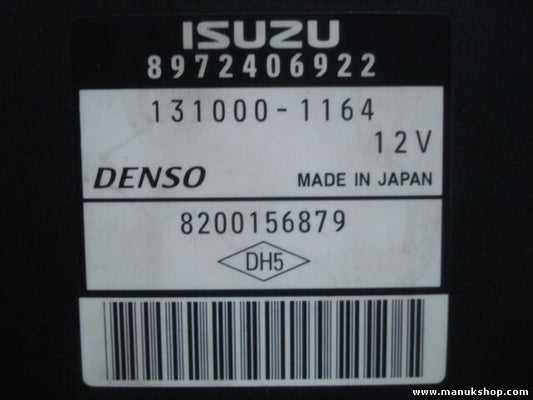 ISUZU
8972406922
131000-1164
12V
DENSO MADE IN JAPAN
8200156879
DH5
www.manukshop.com